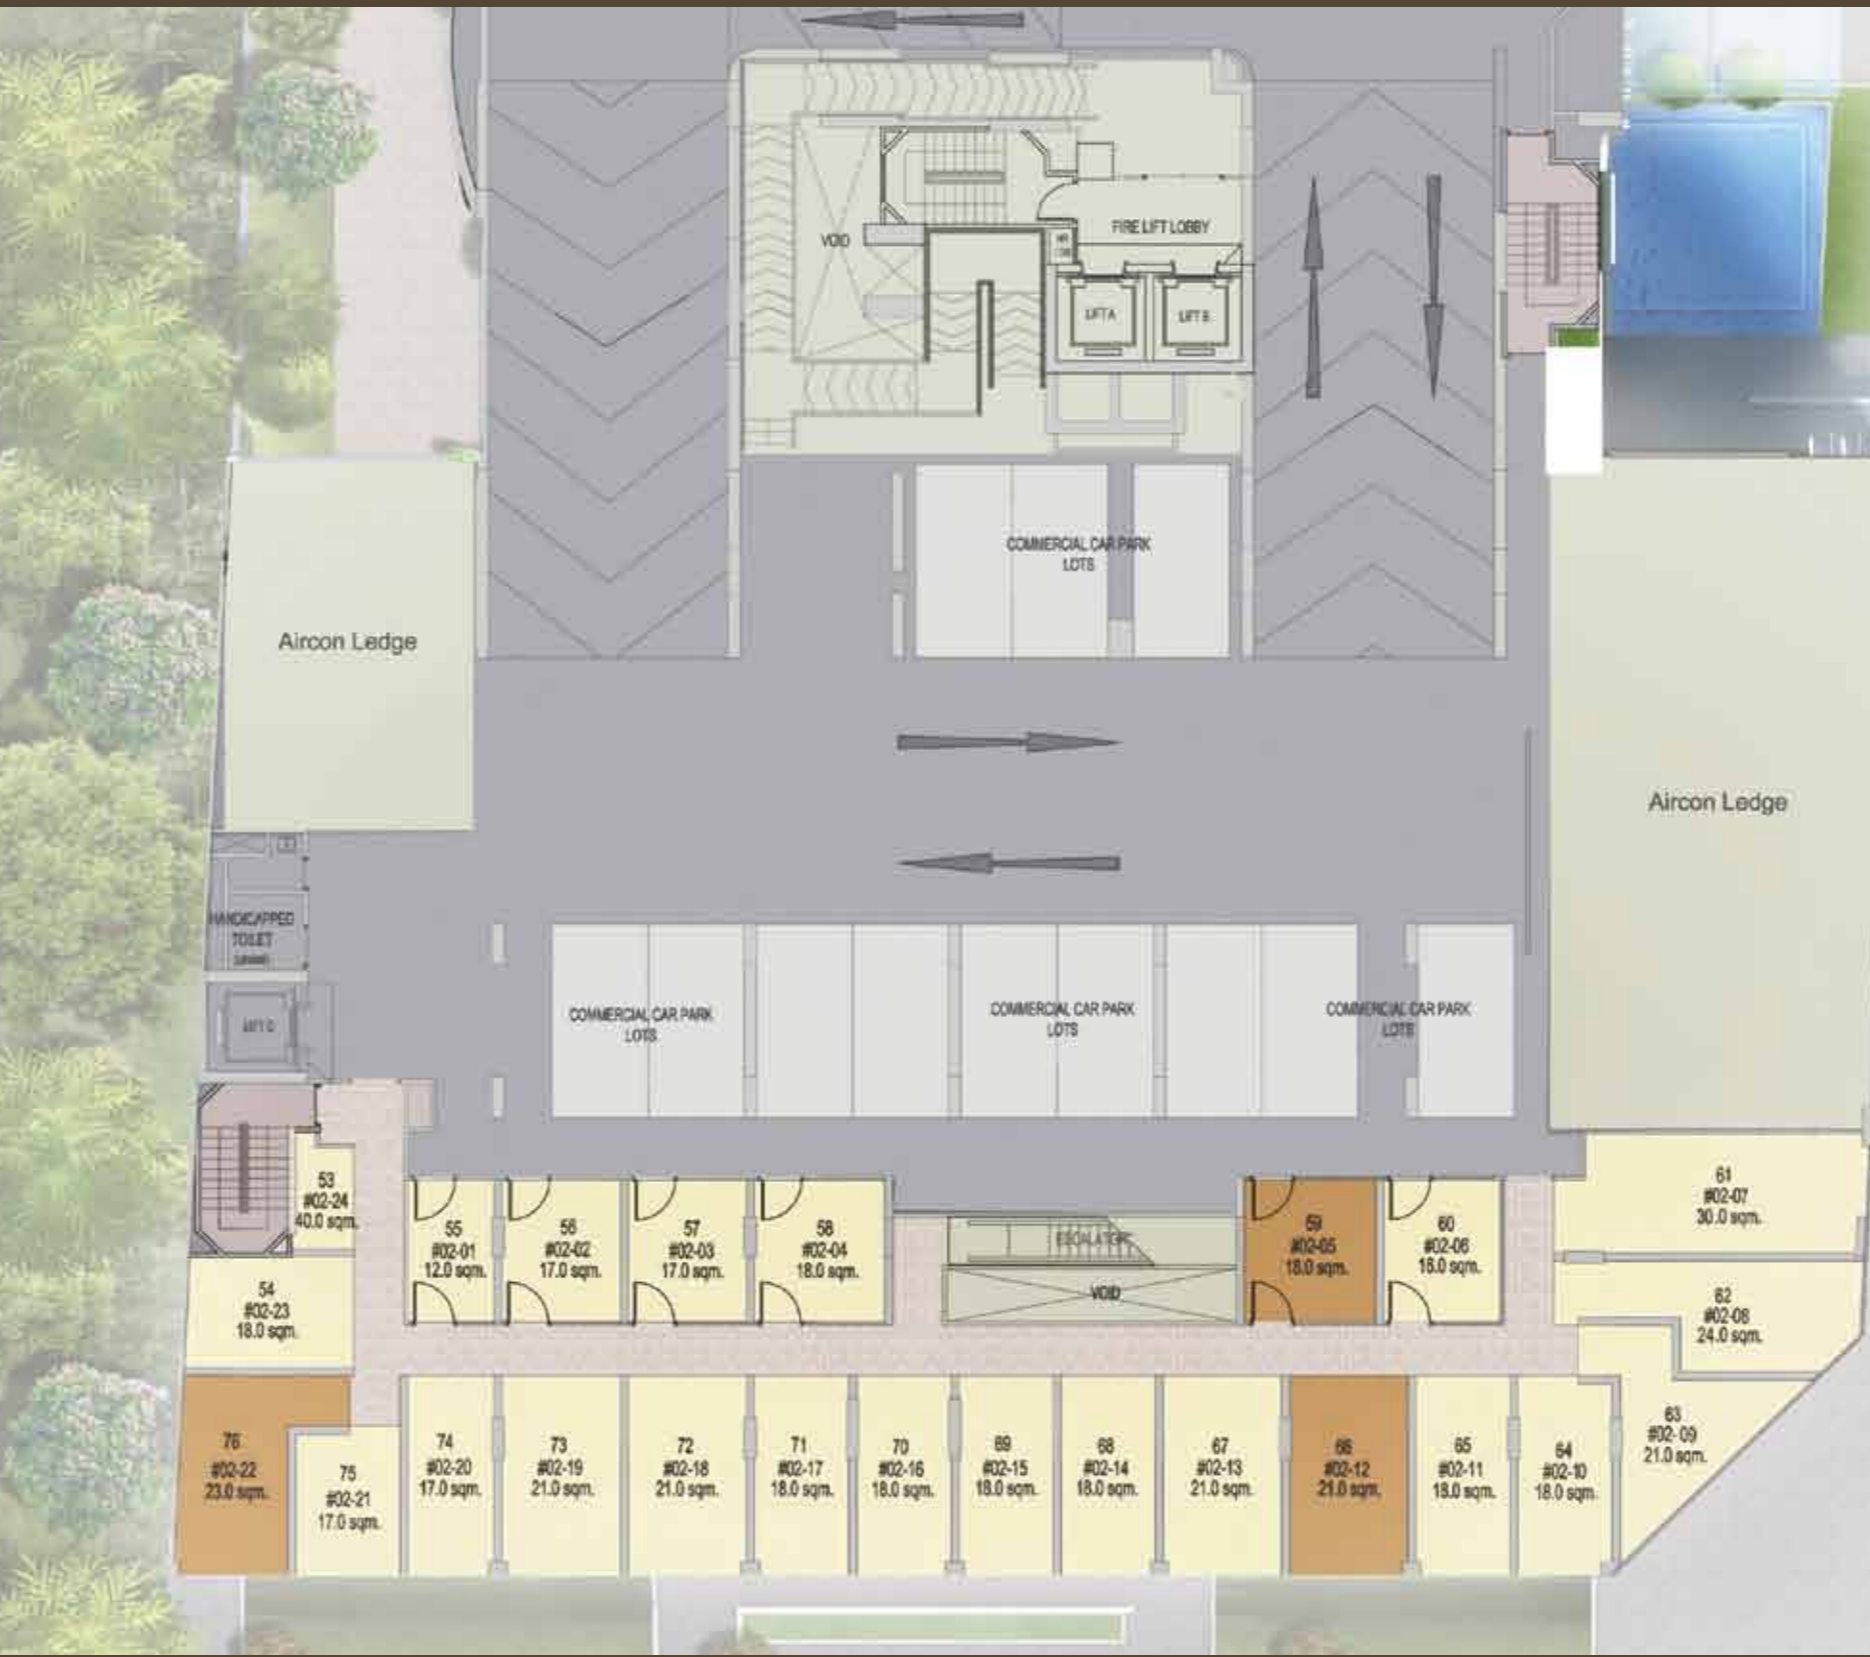 VOID
FIRE LIFT LOBBY
LIFT A
LIFT B
COMMERCIAL CAR PARK
LOTS
Aircon Ledge
Aircon Ledge
HANDICAPPED
TOILET
COMMERCIAL CAR PARK
LOTS
COMMERCIAL CAR PARK
LOTS
COMMERCIAL CAR PARK
LOTS
53
#02-24
40.0 sqm.
54
#02-23
18.0 sqm.
55
#02-01
12.0 sqm.
56
#02-02
17.0 sqm.
57
#02-03
17.0 sqm.
58
#02-04
18.0 sqm.
ESCALATOR
VOID
59
#02-05
18.0 sqm.
60
#02-06
16.0 sqm.
61
#02-07
30.0 sqm.
62
#02-08
24.0 sqm.
63
#02-09
21.0 sqm.
76
#02-22
23.0 sqm.
75
#02-21
17.0 sqm.
74
#02-20
17.0 sqm.
73
#02-19
21.0 sqm.
72
#02-18
21.0 sqm.
71
#02-17
18.0 sqm.
70
#02-16
18.0 sqm.
69
#02-15
18.0 sqm.
68
#02-14
18.0 sqm.
67
#02-13
21.0 sqm.
66
#02-12
21.0 sqm.
65
#02-11
18.0 sqm.
64
#02-10
18.0 sqm.